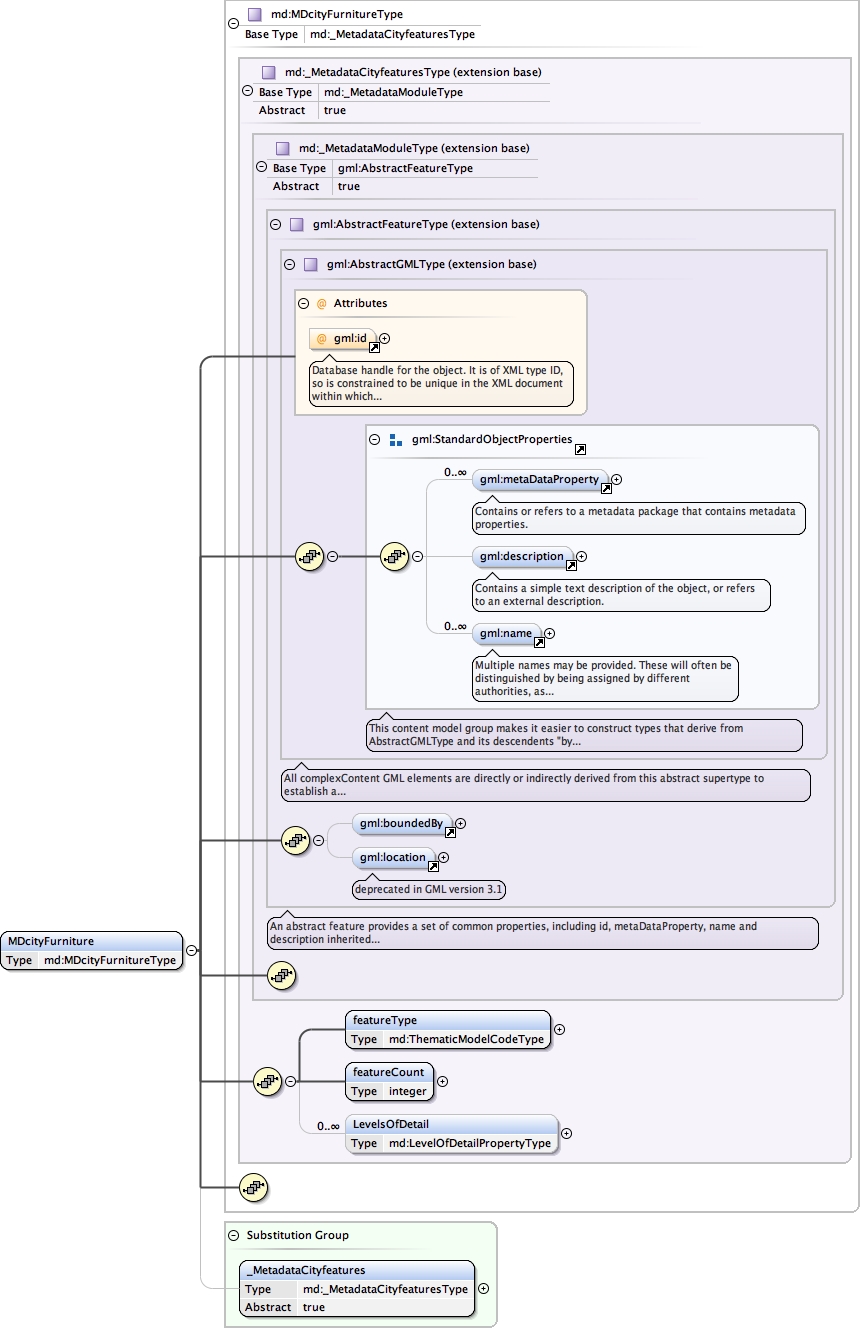 md:MDcityFurnitureType
Base Type md:_MetadataCityfeaturesType
md:_MetadataCityfeaturesType (extension base)
Base Type md:_MetadataModuleType
Abstract true
md:_MetadataModuleType (extension base)
Base Type gml:AbstractFeatureType
Abstract true
gml:AbstractFeatureType (extension base)
gml:AbstractGMLType (extension base)
@ Attributes
@ gml:id
Database handle for the object. It is of XML type ID,
so is constrained to be unique in the XML document
within which...
gml:StandardObjectProperties
0..∞
gml:metaDataProperty
Contains or refers to a metadata package that contains metadata
properties.
gml:description
Contains a simple text description of the object, or refers
to an external description.
0..∞
gml:name
Multiple names may be provided. These will often be
distinguished by being assigned by different
authorities, as...
This content model group makes it easier to construct types that derive from
AbstractGMLType and its descendents "by...
All complexContent GML elements are directly or indirectly derived from this abstract supertype to
establish a...
gml:boundedBy
gml:location
deprecated in GML version 3.1
An abstract feature provides a set of common properties, including id, metaDataProperty, name and
description inherited...
MDcityFurniture
Type md:MDcityFurnitureType
featureType
Type md:ThematicModelCodeType
featureCount
Type integer
0..∞
LevelsOfDetail
Type md:LevelOfDetailPropertyType
Substitution Group
_MetadataCityfeatures
Type md:_MetadataCityfeaturesType
Abstract true